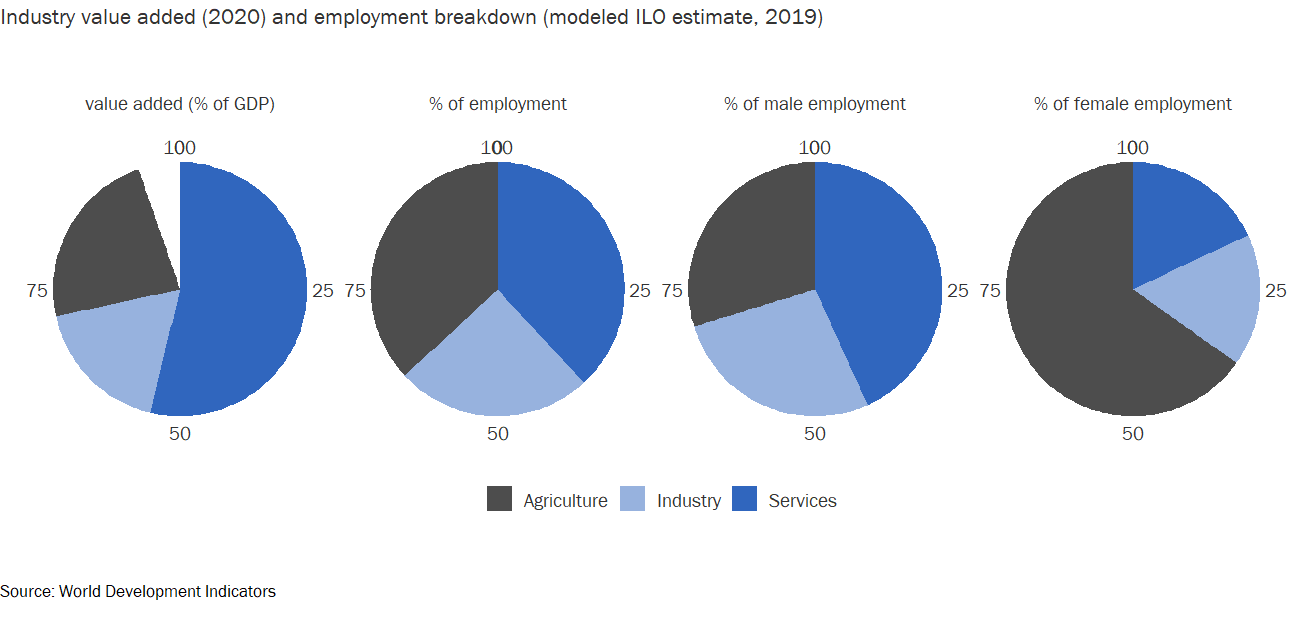 Industry value added (2020) and employment breakdown (modeled ILO estimate, 2019)
value added (% of GDP) % of employment % of male employment % of female employment
100 100 100 100
75 25 75 25 75 25 75 25
50 50 50 50
Agriculture Industry Services
Source: World Development Indicators